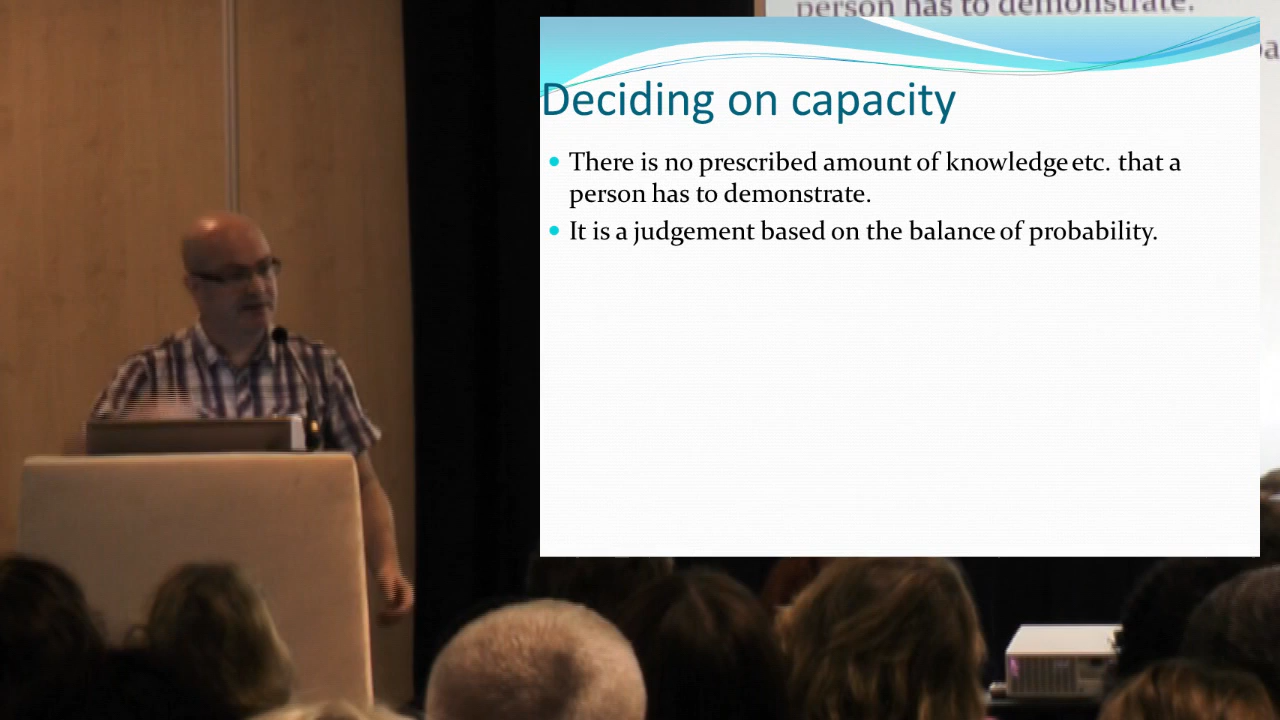 person has to demonstrate.
Deciding on capacity
There is no prescribed amount of knowledge etc. that a
person has to demonstrate.
It is a judgement based on the balance of probability.